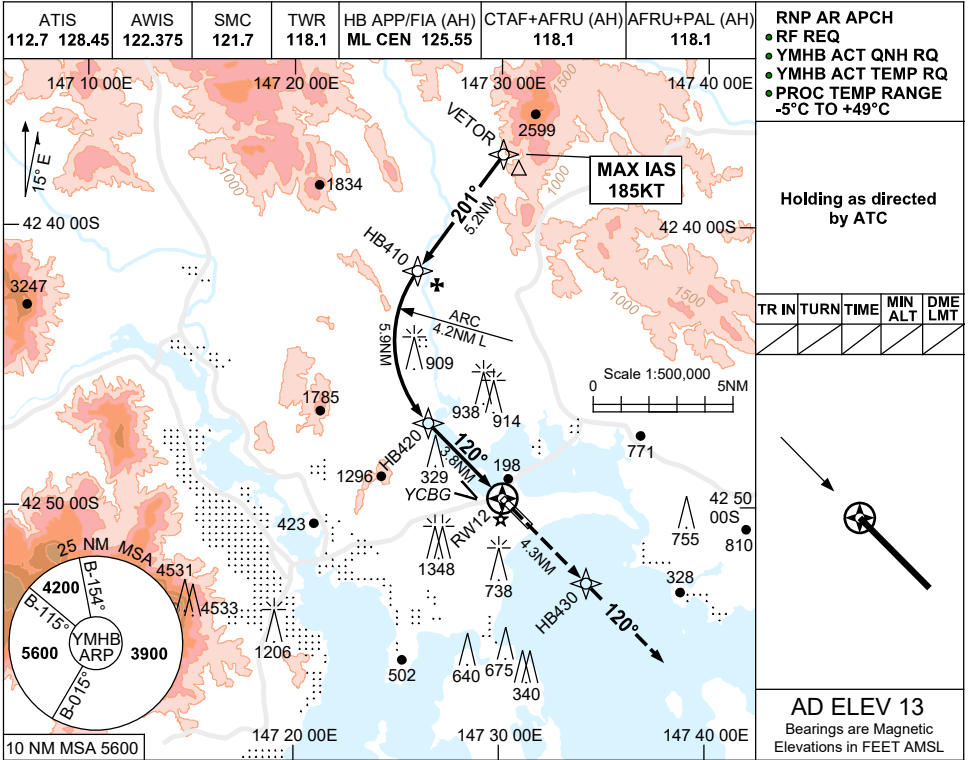 ATIS
112.7 128.45
AWIS
122.375
SMC
121.7
TWR
118.1
HB APP/FIA (AH)
ML CEN 125.55
CTAF+AFRU (AH)
118.1
AFRU+PAL (AH)
118.1
RNP AR APCH
RF REQ
YMHB ACT QNH RQ
YMHB ACT TEMP RQ
PROC TEMP RANGE
-5°C TO +49°C
Holding as directed
by ATC
TR IN
TURN
TIME
MIN
ALT
DME
LMT
AD ELEV 13
Bearings are Magnetic
Elevations in FEET AMSL
147 10 00E
147 20 00E
147 30 00E
147 40 00E
1500
VETOR
2599
MAX IAS
185KT
15° E
1000
1834
1000
201°
5.2NM
42 40 00S
42 40 00S
HB410
3247
1000
1500
ARC
4.2NM L
5.9NM
909
Scale 1:500,000
0
5NM
1785
938
914
HB420
120°
3.8NM
771
1296
329
198
YCBG
42 50 00S
42 50
00S
RW12
423
4.3NM
755
810
1348
738
328
25 NM MSA
4531
4533
4200
B-154°
B-115°
YMHB
ARP
5600
3900
B-015°
HB430
120°
1206
502
640
675
340
10 NM MSA 5600
147 20 00E
147 30 00E
147 40 00E